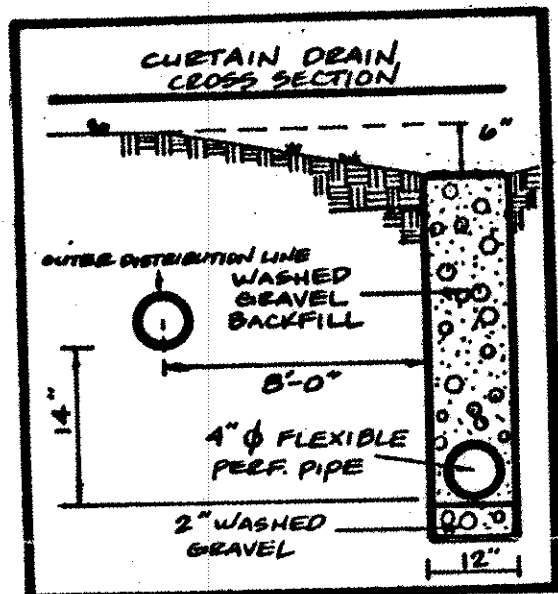 CURTAIN DRAIN
CROSS SECTION
6"
OUTER DISTRIBUTION LINE
WASHED
GRAVEL
BACKFILL
8'-0"
14"
4" ϕ FLEXIBLE
PERF. PIPE
2" WASHED
GRAVEL
12"